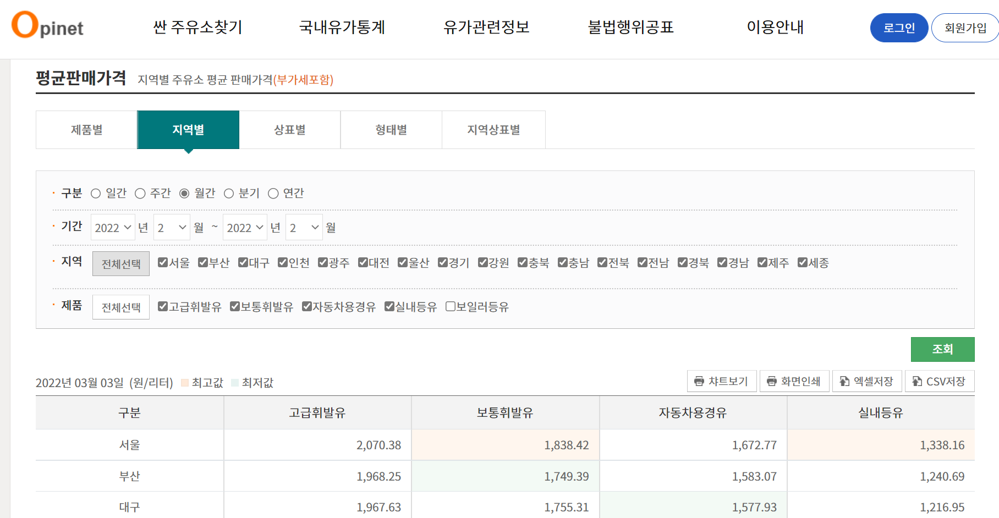 Opinet 싼 주유소찾기 국내유가통계 유가관련정보 불법행위공표 이용안내 로그인 회원가입
평균판매가격 지역별 주유소 평균 판매가격(부가세포함)
제품별 지역별 상표별 형태별 지역상표별
구분 일간 주간 월간 분기 연간
기간 2022 년 2 월 ~ 2022 년 2 월
지역 전체선택 서울 부산 대구 인천 광주 대전 울산 경기 강원 충북 충남 전북 전남 경북 경남 제주 세종
제품 전체선택 고급휘발유 보통휘발유 자동차용경유 실내등유 보일러등유
조회
2022년 03월 03일 (원/리터) 최고값 최저값 챠트보기 화면인쇄 엑셀저장 CSV저장
구분 고급휘발유 보통휘발유 자동차용경유 실내등유
서울 2,070.38 1,838.42 1,672.77 1,338.16
부산 1,968.25 1,749.39 1,583.07 1,240.69
대구 1,967.63 1,755.31 1,577.93 1,216.95